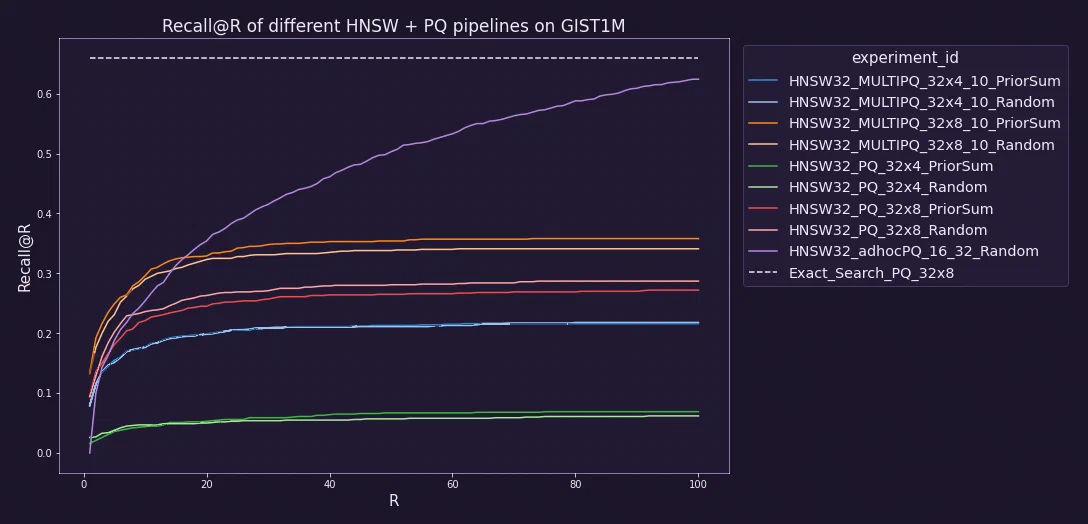 Recall@R of different HNSW + PQ pipelines on GIST1M
experiment_id
HNSW32_MULTIPQ_32x4_10_PriorSum
HNSW32_MULTIPQ_32x4_10_Random
HNSW32_MULTIPQ_32x8_10_PriorSum
HNSW32_MULTIPQ_32x8_10_Random
HNSW32_PQ_32x4_PriorSum
HNSW32_PQ_32x4_Random
HNSW32_PQ_32x8_PriorSum
HNSW32_PQ_32x8_Random
HNSW32_adhocPQ_16_32_Random
Exact_Search_PQ_32x8
Recall@R
0.6
0.5
0.4
0.3
0.2
0.1
0.0
0 20 40 60 80 100
R